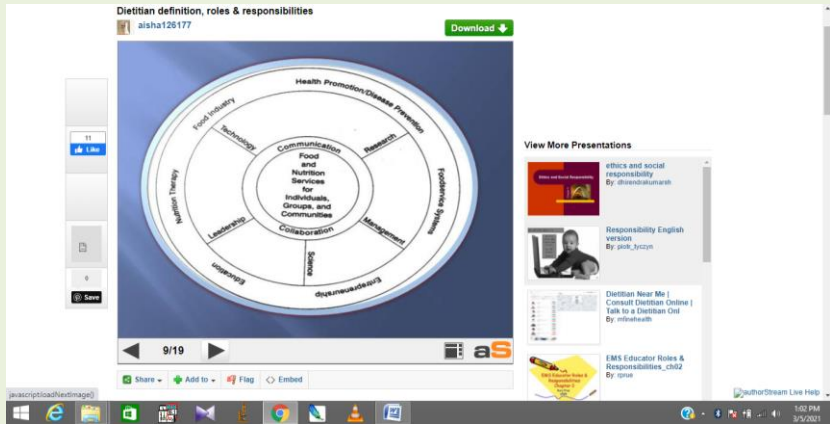 Dietitian definition, roles & responsibilities
aisha126177
Download
Health Promotion/Disease Prevention
Food Industry
Technology
Research
Communication
Food
and
Nutrition
Services
for
Individuals,
Groups, and
Communities
Collaboration
Nutrition Therapy
Foodservice Systems
Leadership
Management
Science
Education
Entrepreneurship
11
Like
0
Save
9/19
aS
Share
Add to
Flag
Embed
View More Presentations
ethics and social
responsibility
By: dhirendrakumarsh
Responsibility English
version
By: piotr_tyczyn
Dietitian Near Me |
Consult Dietitian Online |
Talk to a Dietitian Onl
By: mfinehealth
EMS Educator Roles &
Responsibilities_ch02
By: rprue
authorStream Live Help
javascript:loadNextImage()
1:02 PM
3/5/2021